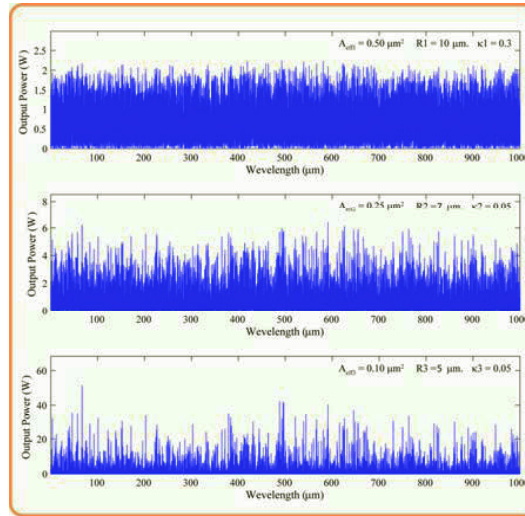 A_eff1 = 0.50 μm² R1 = 10 μm. κ1 = 0.3
Output Power (W)
2.5
2
1.5
1
0.5
0
100 200 300 400 500 600 700 800 900 1000
Wavelength (μm)
A_eff2 = 0.25 μm² R2 = 7 μm. κ2 = 0.05
Output Power (W)
8
6
4
2
0
100 200 300 400 500 600 700 800 900 1000
Wavelength (μm)
A_eff3 = 0.10 μm² R3 = 5 μm. κ3 = 0.05
Output Power (W)
60
40
20
0
100 200 300 400 500 600 700 800 900 1000
Wavelength (μm)